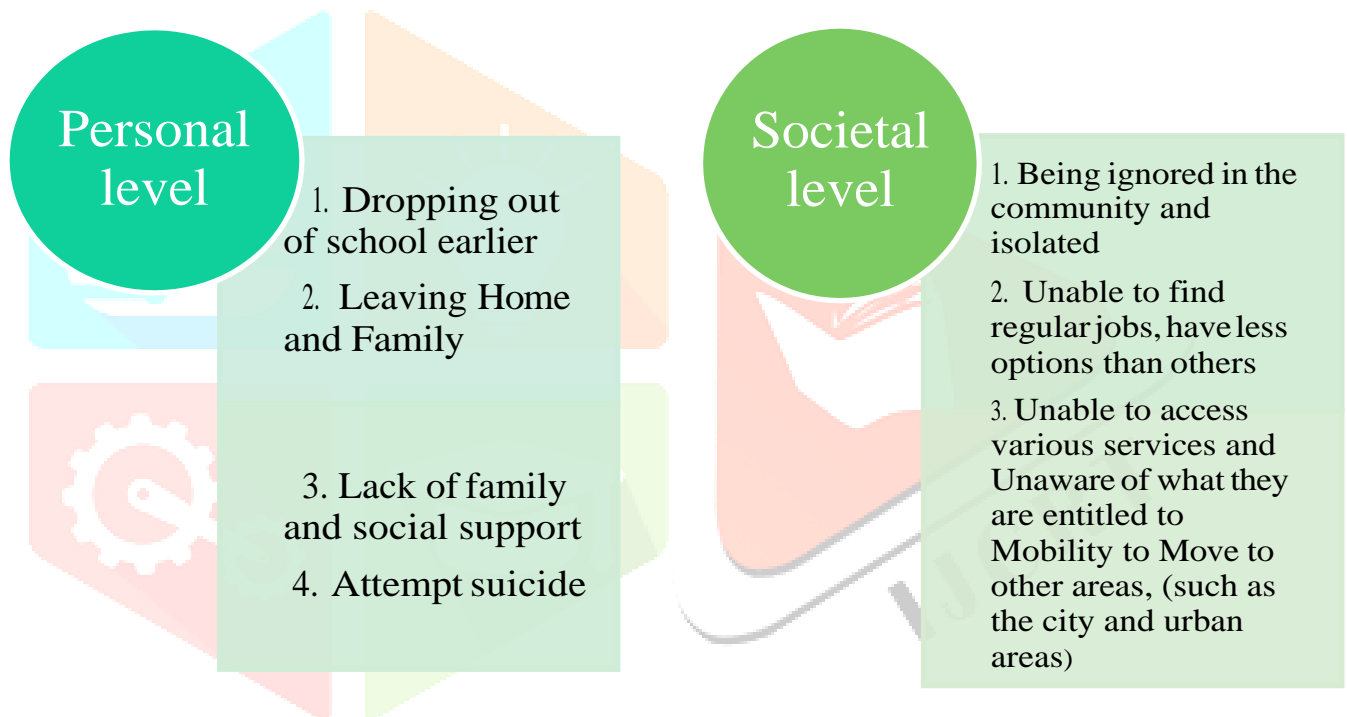 Personal
level
1. Dropping out
of school earlier
2. Leaving Home
and Family
3. Lack of family
and social support
4. Attempt suicide
Societal
level
1. Being ignored in the
community and
isolated
2. Unable to find
regular jobs, have less
options than others
3. Unable to access
various services and
Unaware of what they
are entitled to
Mobility to Move to
other areas, (such as
the city and urban
areas)